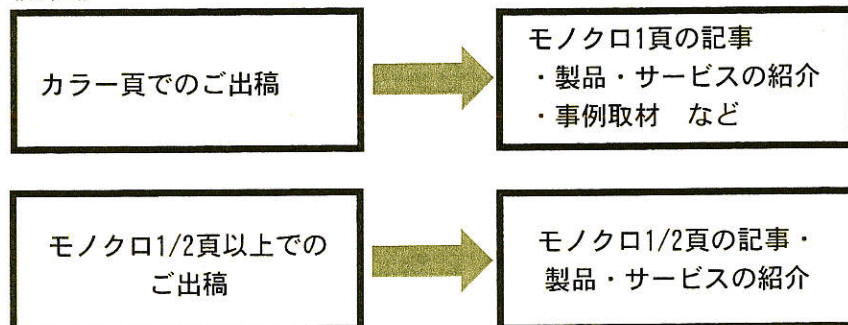 カラー頁でのご出稿
モノクロ1頁の記事
・製品・サービスの紹介
・事例取材　など
モノクロ1/2頁以上での
ご出稿
モノクロ1/2頁の記事・
製品・サービスの紹介